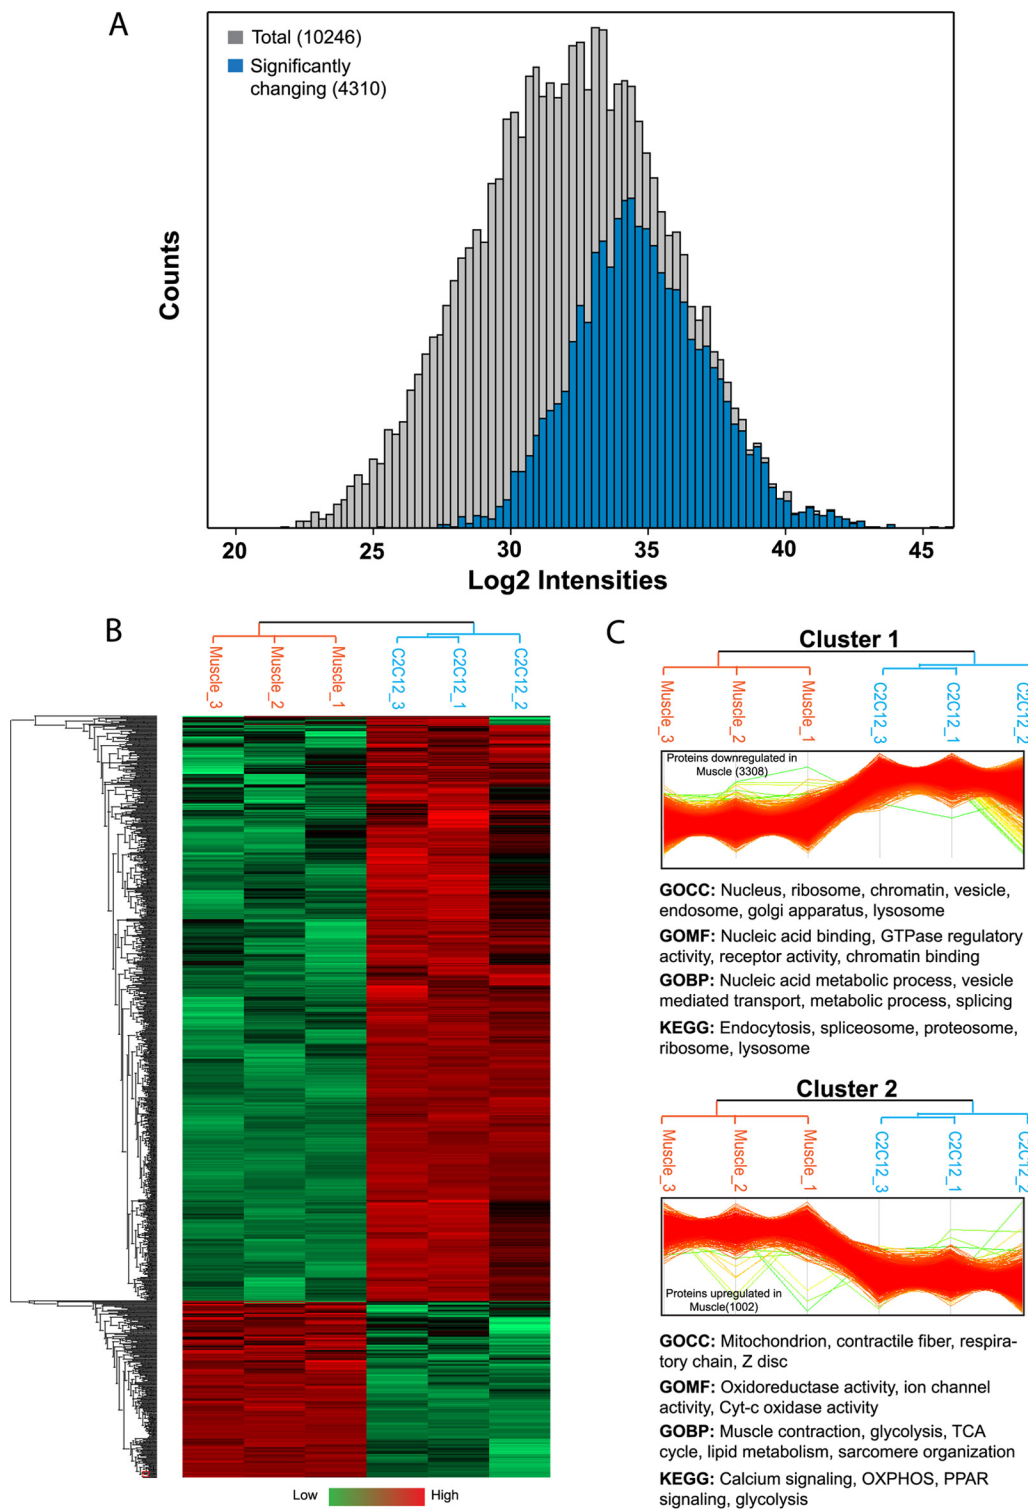 A
Total (10246)
Significantly
changing (4310)
Counts
20 25 30 35 40 45
Log2 Intensities
B
Muscle_3 Muscle_2 Muscle_1 C2C12_3 C2C12_1 C2C12_2
Low High
C
Cluster 1
Muscle_3 Muscle_2 Muscle_1 C2C12_3 C2C12_1 C2C12_2
Proteins downregulated in
Muscle (3308)
GOCC: Nucleus, ribosome, chromatin, vesicle,
endosome, golgi apparatus, lysosome
GOMF: Nucleic acid binding, GTPase regulatory
activity, receptor activity, chromatin binding
GOBP: Nucleic acid metabolic process, vesicle
mediated transport, metabolic process, splicing
KEGG: Endocytosis, spliceosome, proteosome,
ribosome, lysosome
Cluster 2
Muscle_3 Muscle_2 Muscle_1 C2C12_3 C2C12_1 C2C12_2
Proteins upregulated in
Muscle(1002)
GOCC: Mitochondrion, contractile fiber, respira-
tory chain, Z disc
GOMF: Oxidoreductase activity, ion channel
activity, Cyt-c oxidase activity
GOBP: Muscle contraction, glycolysis, TCA
cycle, lipid metabolism, sarcomere organization
KEGG: Calcium signaling, OXPHOS, PPAR
signaling, glycolysis